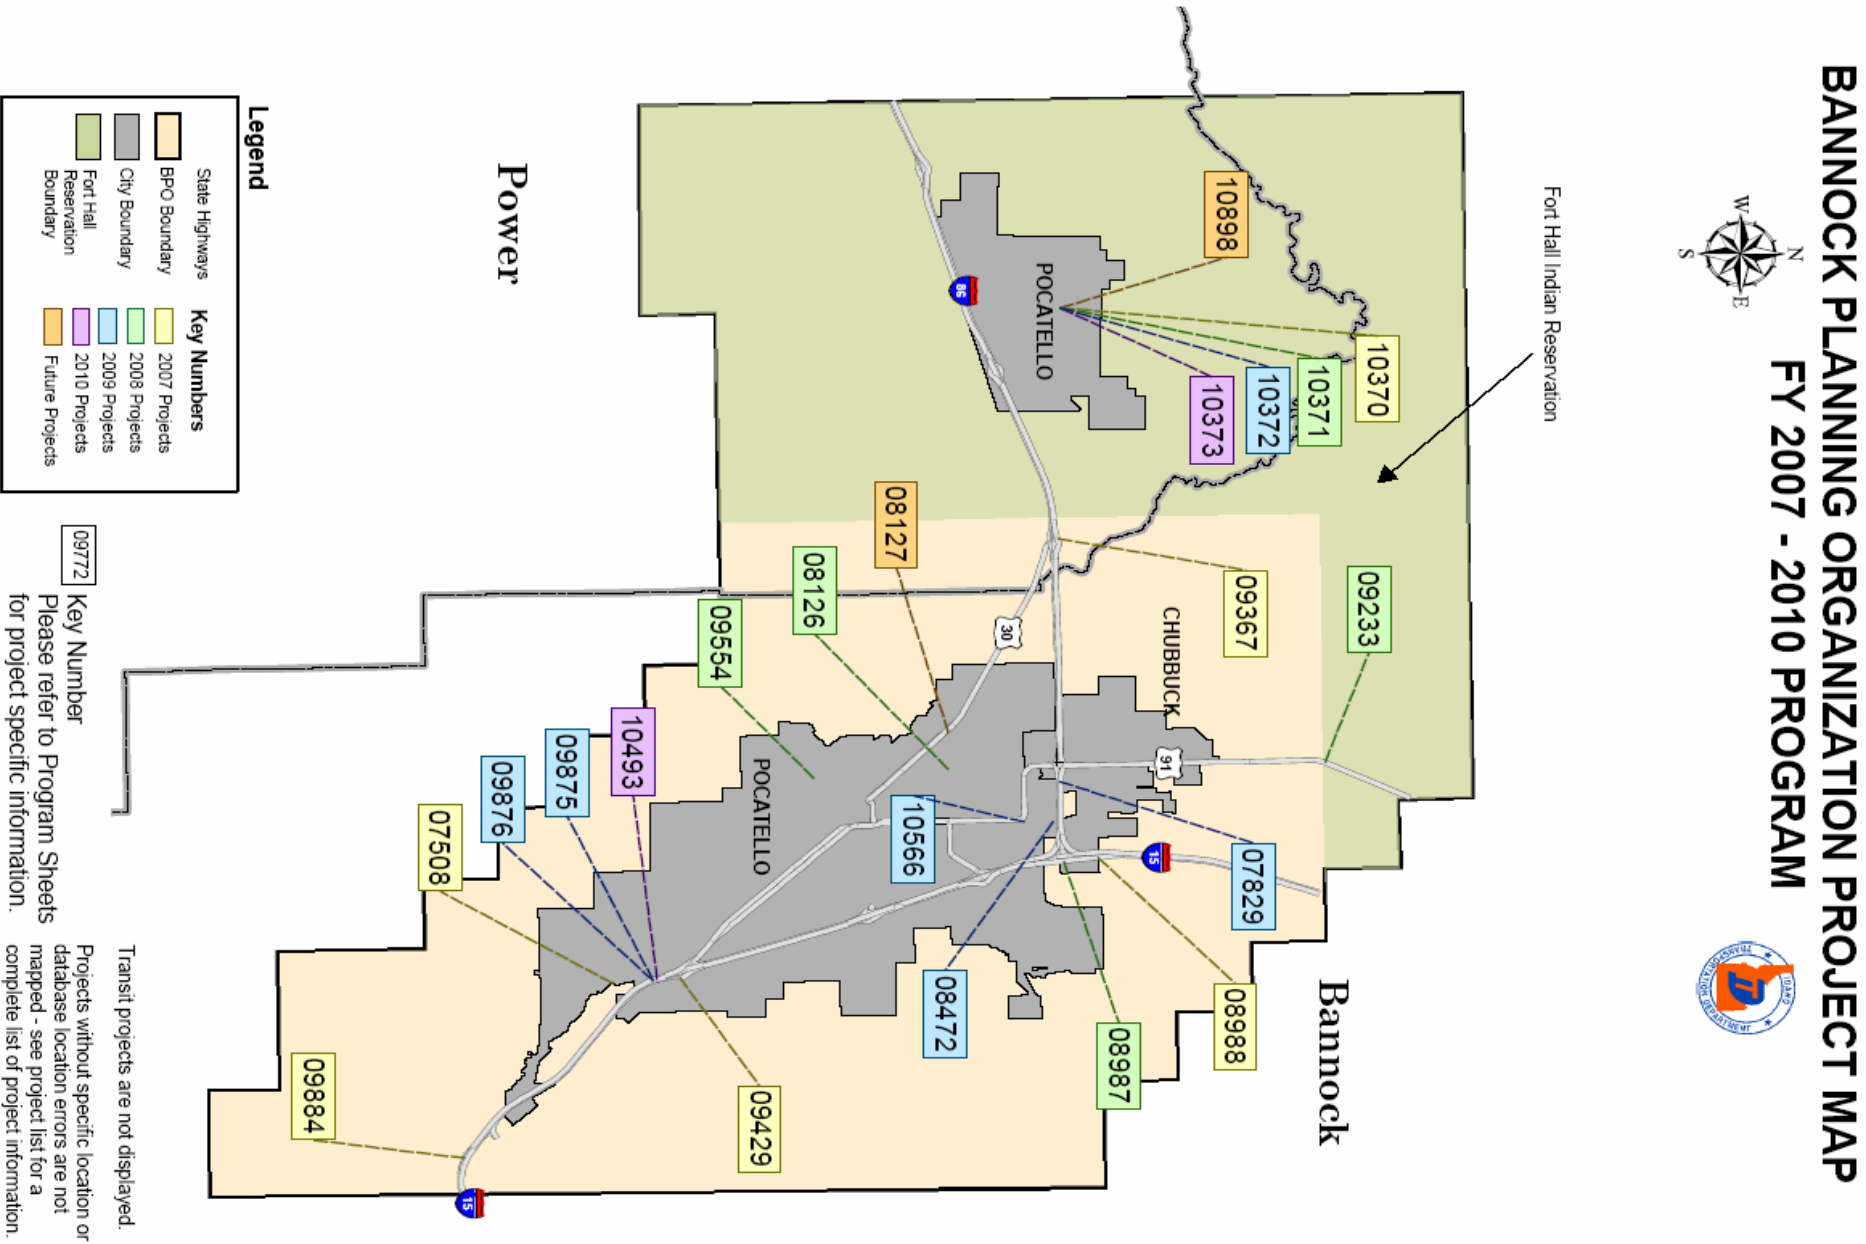 BANNOCK PLANNING ORGANIZATION PROJECT MAP
FY 2007 - 2010 PROGRAM
N
W
E
S
IDAHO
TRANSPORTATION DEPARTMENT
Fort Hall Indian Reservation
10898
10370
10371
10372
10373
POCATELLO
86
09233
09367
CHUBBUCK
91
08127
08126
30
09554
10493
09875
09876
07508
POCATELLO
10566
07829
15
08988
08987
08472
09429
09884
15
Power
Bannock
Legend
State Highways
BPO Boundary
City Boundary
Fort Hall
Reservation
Boundary
Key Numbers
2007 Projects
2008 Projects
2009 Projects
2010 Projects
Future Projects
09772
Key Number
Please refer to Program Sheets
for project specific information.
Transit projects are not displayed.
Projects without specific location or
database location errors are not
mapped - see project list for a
complete list of project information.